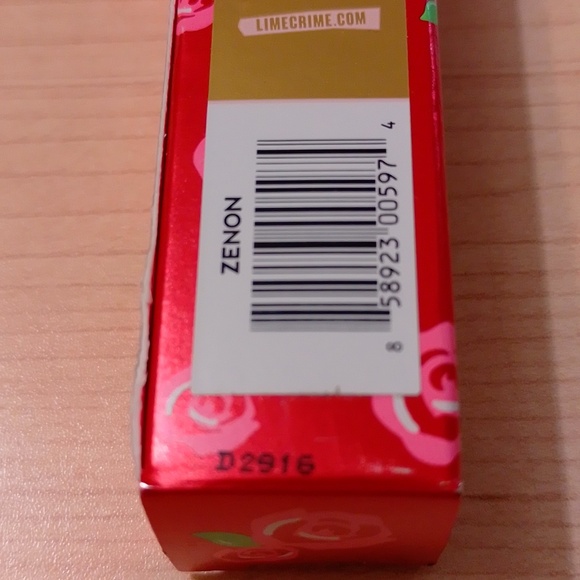 LIMECRIME.COM
ZENON
8 58923 00597 4
D2916